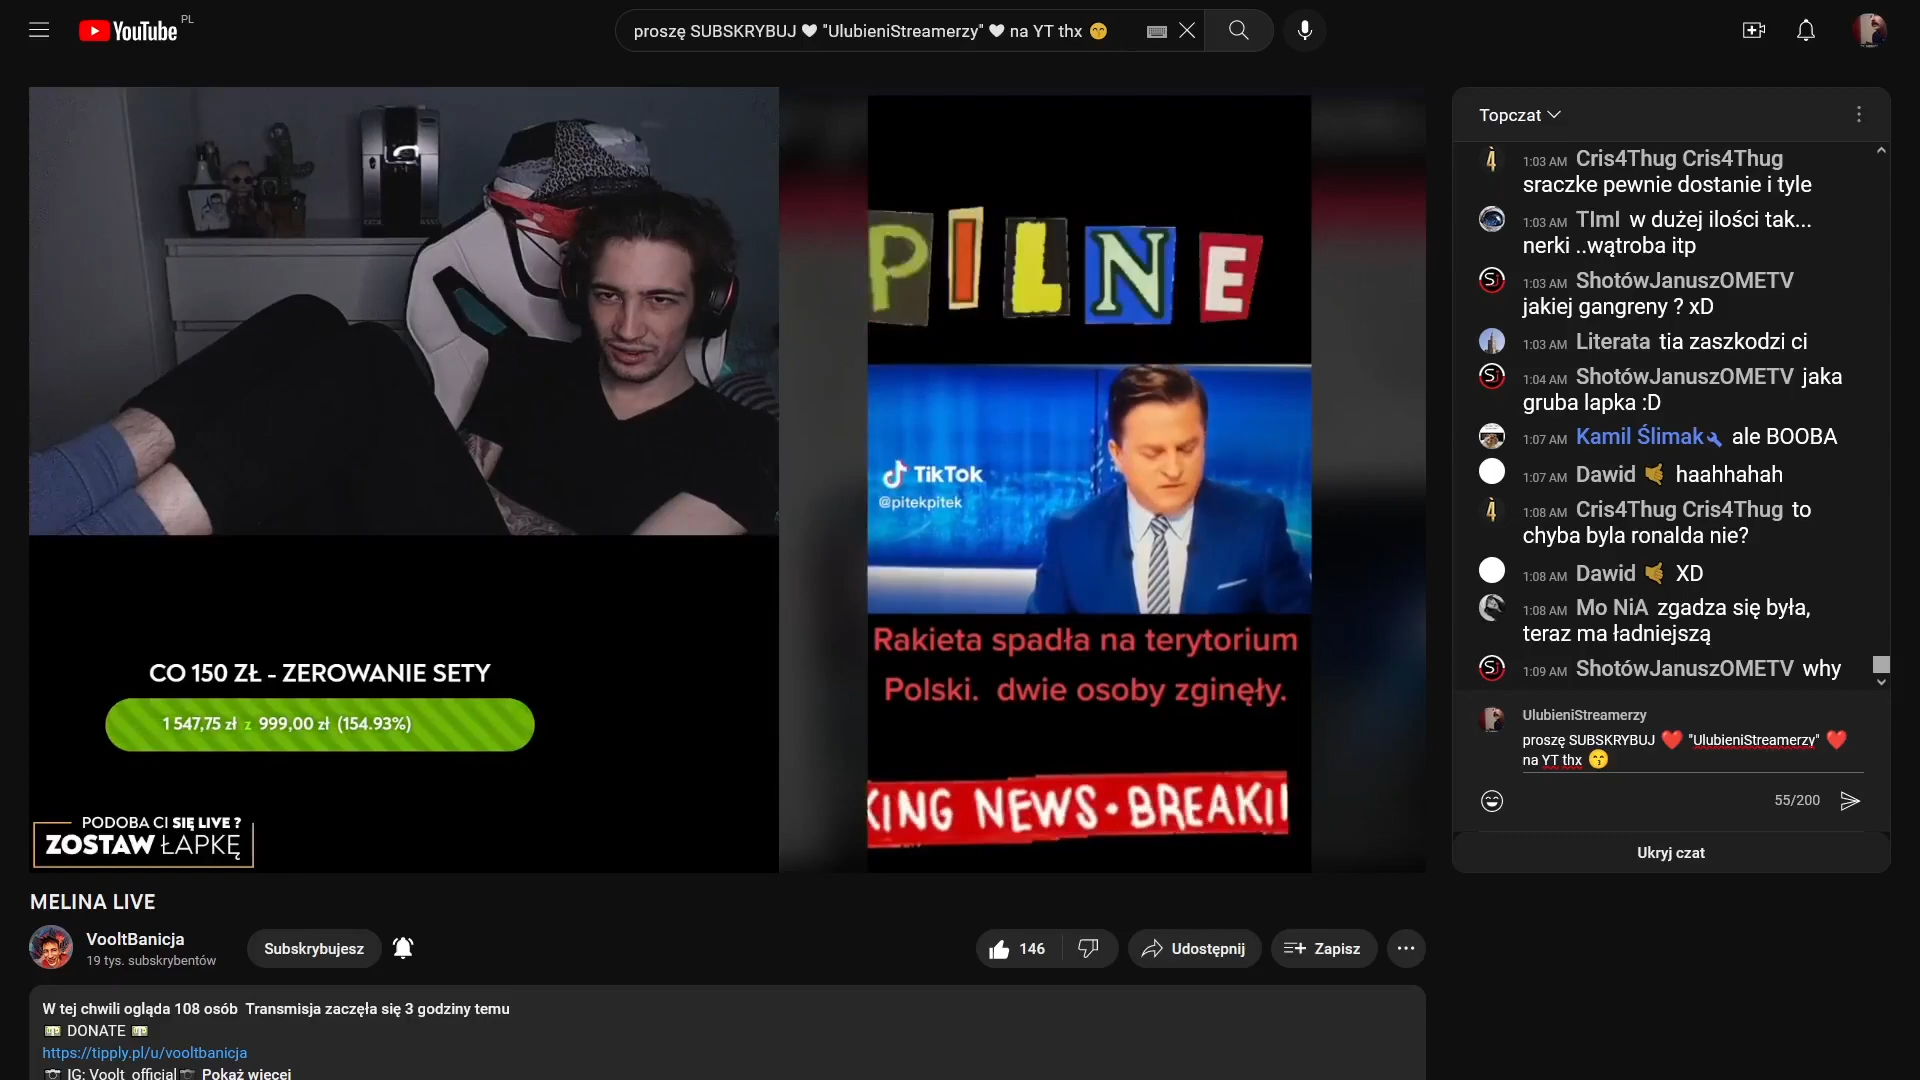 YouTube PL
proszę SUBSKRYBUJ 🤍 "UlubieniStreamerzy" 🤍 na YT thx 😙
PILNE
TikTok
@pitekpitek
Rakieta spadła na terytorium
Polski. dwie osoby zginęły.
KING NEWS • BREAKI
CO 150 ZŁ - ZEROWANIE SETY
1 547,75 zł z 999,00 zł (154.93%)
PODOBA CI SIĘ LIVE ?
ZOSTAW ŁAPKĘ
Topczat
1:03 AM Cris4Thug Cris4Thug
sraczke pewnie dostanie i tyle
1:03 AM TImI w dużej ilości tak...
nerki ..wątroba itp
1:03 AM ShotówJanuszOMETV
jakiej gangreny ? xD
1:03 AM Literata tia zaszkodzi ci
1:04 AM ShotówJanuszOMETV jaka
gruba lapka :D
1:07 AM Kamil Ślimak ale BOOBA
1:07 AM Dawid 🤙 haahhahah
1:08 AM Cris4Thug Cris4Thug to
chyba byla ronalda nie?
1:08 AM Dawid 🤙 XD
1:08 AM Mo NiA zgadza się była,
teraz ma ładniejszą
1:09 AM ShotówJanuszOMETV why
UlubieniStreamerzy
proszę SUBSKRYBUJ ❤️ "UlubieniStreamerzy" ❤️
na YT thx 😙
55/200
Ukryj czat
MELINA LIVE
VooltBanicja
19 tys. subskrybentów
Subskrybujesz
146
Udostępnij
Zapisz
W tej chwili ogląda 108 osób Transmisja zaczęła się 3 godziny temu
💵 DONATE 💵
https://tipply.pl/u/vooltbanicja
📷 IG: Voolt_official 📷 Pokaż więcej